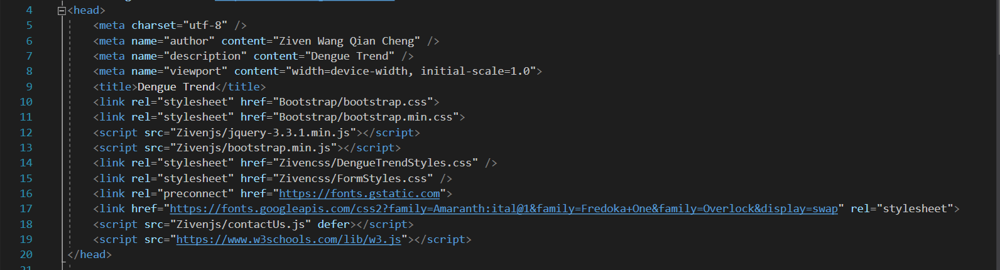 4 <head>
5 <meta charset="utf-8" />
6 <meta name="author" content="Ziven Wang Qian Cheng" />
7 <meta name="description" content="Dengue Trend" />
8 <meta name="viewport" content="width=device-width, initial-scale=1.0">
9 <title>Dengue Trend</title>
10 <link rel="stylesheet" href="Bootstrap/bootstrap.css">
11 <link rel="stylesheet" href="Bootstrap/bootstrap.min.css">
12 <script src="Zivenjs/jquery-3.3.1.min.js"></script>
13 <script src="Zivenjs/bootstrap.min.js"></script>
14 <link rel="stylesheet" href="Zivencss/DengueTrendStyles.css" />
15 <link rel="stylesheet" href="Zivencss/FormStyles.css" />
16 <link rel="preconnect" href="https://fonts.gstatic.com">
17 <link href="https://fonts.googleapis.com/css2?family=Amaranth:ital@1&family=Fredoka+One&family=Overlock&display=swap" rel="stylesheet">
18 <script src="Zivenjs/contactUs.js" defer></script>
19 <script src="https://www.w3schools.com/lib/w3.js"></script>
20 </head>
21